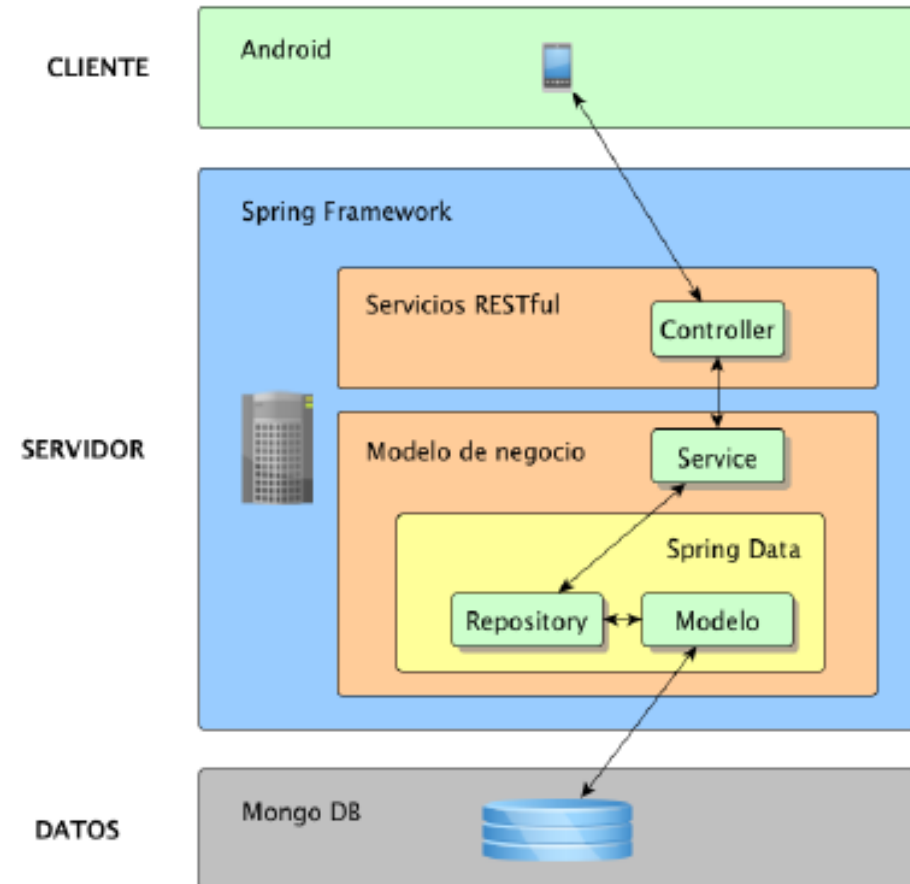 CLIENTE
Android
Spring Framework
Servicios RESTful
Controller
SERVIDOR
Modelo de negocio
Service
Spring Data
Repository
Modelo
DATOS
Mongo DB